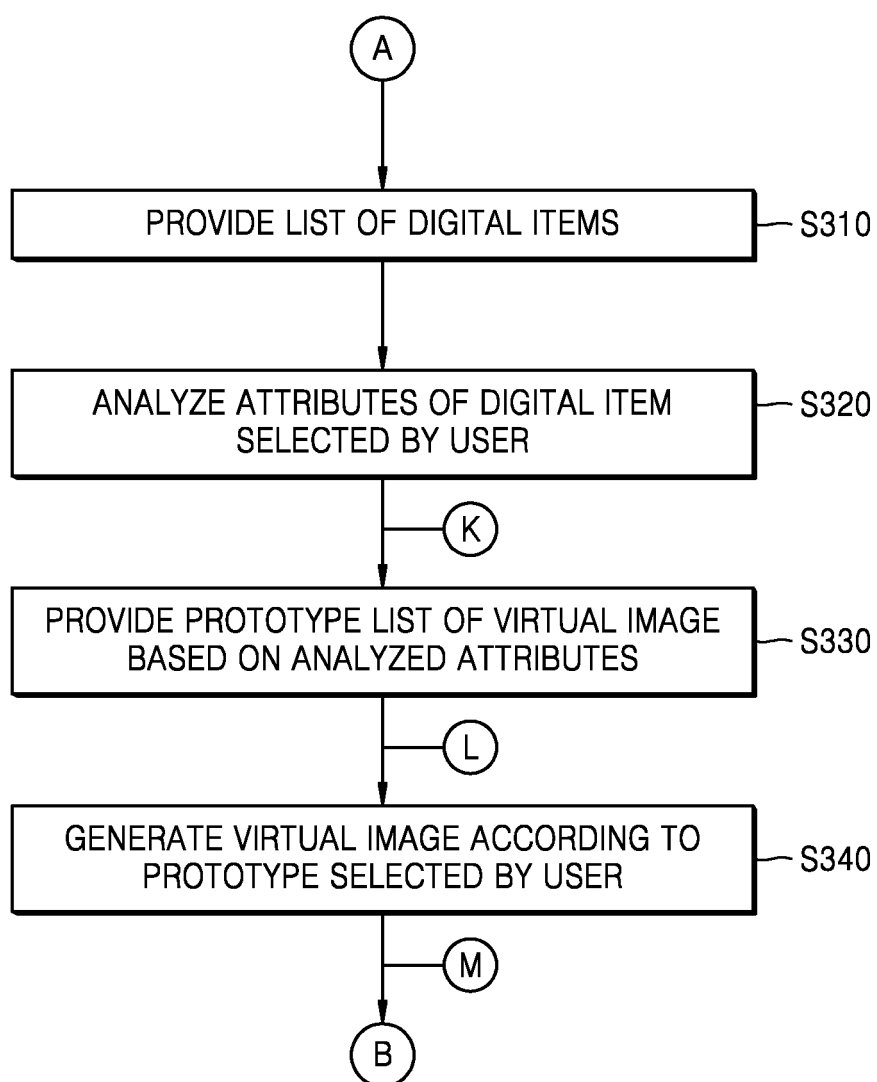 A
PROVIDE LIST OF DIGITAL ITEMS
S310
ANALYZE ATTRIBUTES OF DIGITAL ITEM
SELECTED BY USER
S320
K
PROVIDE PROTOTYPE LIST OF VIRTUAL IMAGE
BASED ON ANALYZED ATTRIBUTES
S330
L
GENERATE VIRTUAL IMAGE ACCORDING TO
PROTOTYPE SELECTED BY USER
S340
M
B